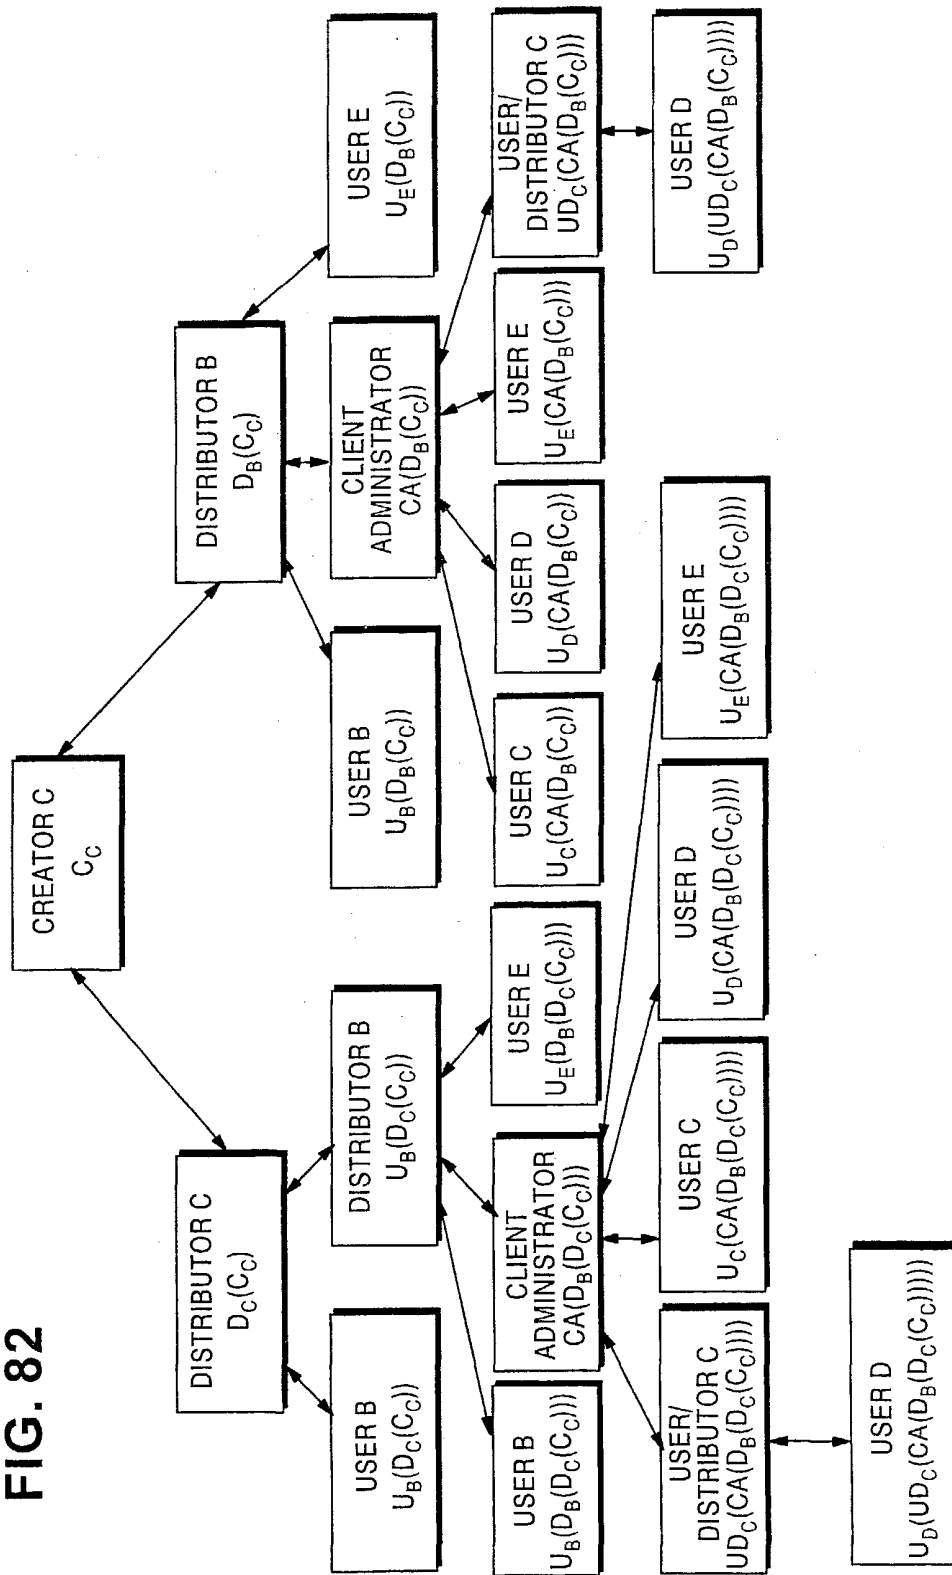 FIG. 82
CREATOR C
C_C
DISTRIBUTOR C
D_C(C_C)
DISTRIBUTOR B
D_B(C_C)
USER B
U_B(D_C(C_C))
DISTRIBUTOR B
U_B(D_C(C_C))
USER B
U_B(D_B(C_C))
CLIENT
ADMINISTRATOR
CA(D_B(C_C))
USER E
U_E(D_B(C_C))
USER B
U_B(D_B(D_C(C_C)))
CLIENT
ADMINISTRATOR
CA(D_B(D_C(C_C)))
USER E
U_E(D_B(D_C(C_C)))
USER C
U_C(CA(D_B(C_C))
USER D
U_D(CA(D_B(C_C))
USER E
U_E(CA(D_B(C_C)))
USER/
DISTRIBUTOR C
UD_C(CA(D_B(C_C)))
USER/
DISTRIBUTOR C
UD_C(CA(D_B(D_C(C_C))))
USER C
U_C(CA(D_B(D_C(C_C))))
USER D
U_D(CA(D_B(D_C(C_C))))
USER E
U_E(CA(D_B(D_C(C_C))))
USER D
U_D(UD_C(CA(D_B(C_C))))
USER D
U_D(UD_C(CA(D_B(D_C(C_C)))))